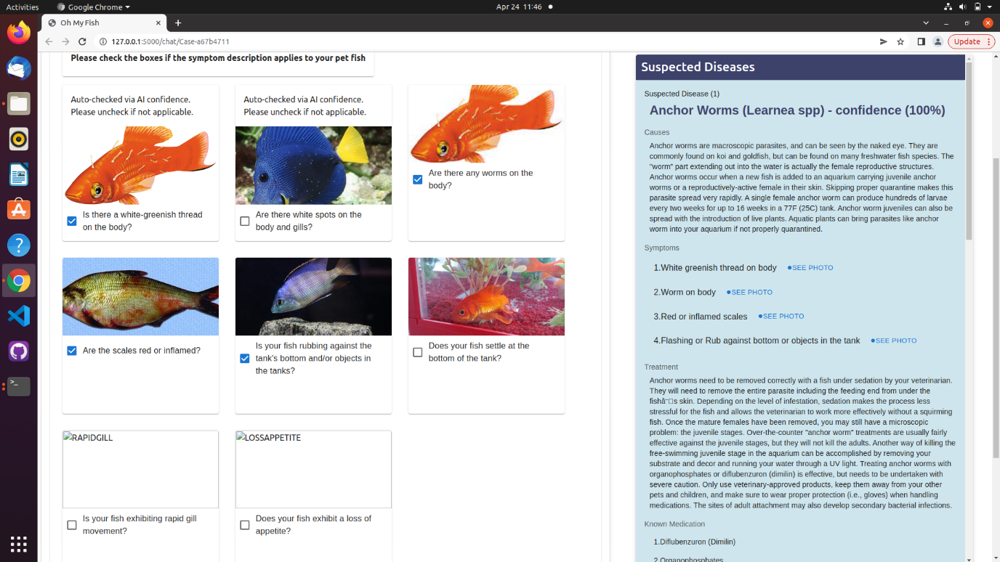 Activities
Google Chrome
Apr 24 11:46
Oh My Fish
127.0.0.1:5000/chat/Case-a67b4711
Update
Please check the boxes if the symptom description applies to your pet fish
Auto-checked via AI confidence.
Please uncheck if not applicable.
Is there a white-greenish thread
on the body?
Auto-checked via AI confidence.
Please uncheck if not applicable.
Are there white spots on the
body and gills?
Are there any worms on the
body?
Are the scales red or inflamed?
Is your fish rubbing against the
tank's bottom and/or objects in
the tanks?
Does your fish settle at the
bottom of the tank?
RAPIDGILL
Is your fish exhibiting rapid gill
movement?
LOSSAPPETITE
Does your fish exhibit a loss of
appetite?
Suspected Diseases
Suspected Disease (1)
Anchor Worms (Learnea spp) - confidence (100%)
Causes
Anchor worms are macroscopic parasites, and can be seen by the naked eye. They are
commonly found on koi and goldfish, but can be found on many freshwater fish species. The
"worm" part extending out into the water is actually the female reproductive structures.
Anchor worms occur when a new fish is added to an aquarium carrying juvenile anchor
worms or a reproductively-active female in their skin. Skipping proper quarantine makes this
parasite spread very rapidly. A single female anchor worm can produce hundreds of larvae
every two weeks for up to 16 weeks in a 77F (25C) tank. Anchor worm juveniles can also be
spread with the introduction of live plants. Aquatic plants can bring parasites like anchor
worm into your aquarium if not properly quarantined.
Symptoms
1.White greenish thread on body SEE PHOTO
2.Worm on body SEE PHOTO
3.Red or inflamed scales SEE PHOTO
4.Flashing or Rub against bottom or objects in the tank SEE PHOTO
Treatment
Anchor worms need to be removed correctly with a fish under sedation by your veterinarian.
They will need to remove the entire parasite including the feeding end from under the
fishâ¯□s skin. Depending on the level of infestation, sedation makes the process less
stressful for the fish and allows the veterinarian to work more effectively without a squirming
fish. Once the mature females have been removed, you may still have a microscopic
problem: the juvenile stages. Over-the-counter "anchor worm" treatments are usually fairly
effective against the juvenile stages, but they will not kill the adults. Another way of killing the
free-swimming juvenile stage in the aquarium can be accomplished by removing your
substrate and decor and running your water through a UV light. Treating anchor worms with
organophosphates or diflubenzuron (dimilin) is effective, but needs to be undertaken with
severe caution. Only use veterinary-approved products, keep them away from your other
pets and children, and make sure to wear proper protection (i.e., gloves) when handling
medications. The sites of adult attachment may also develop secondary bacterial infections.
Known Medication
1.Diflubenzuron (Dimilin)
2.Organophosphates